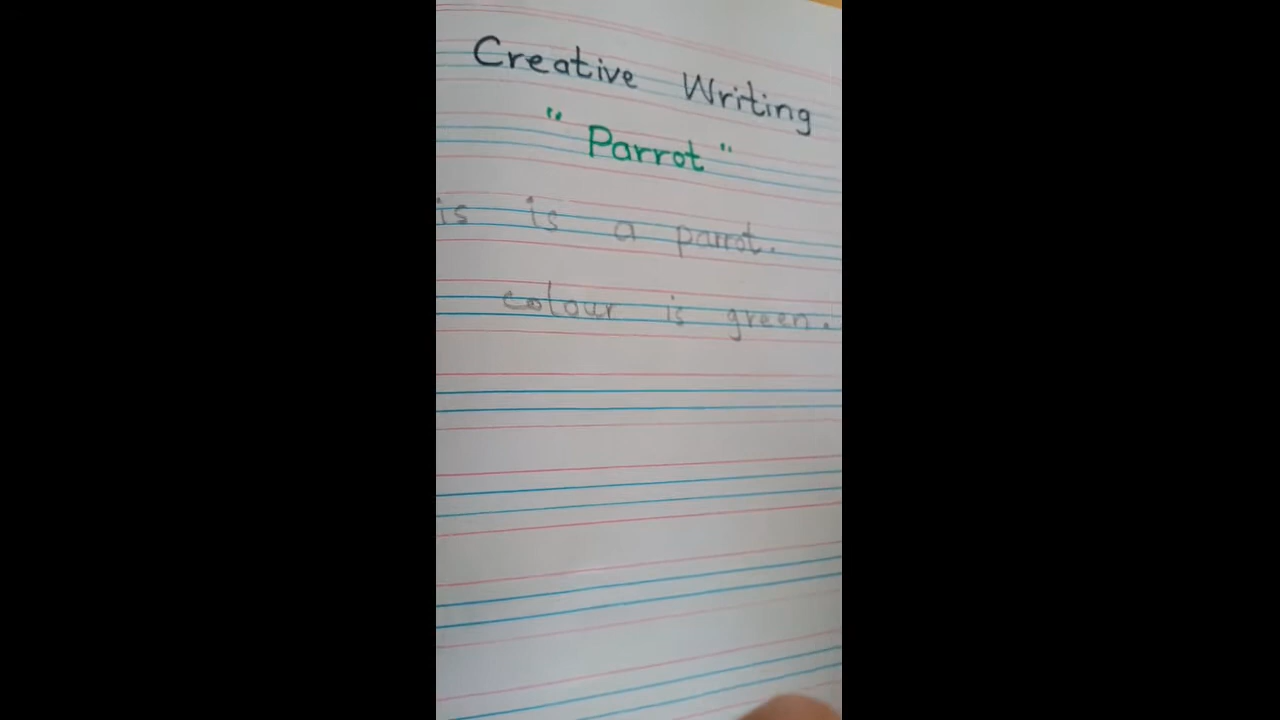 Creative Writing
" Parrot "
is is a parrot.
colour is green.